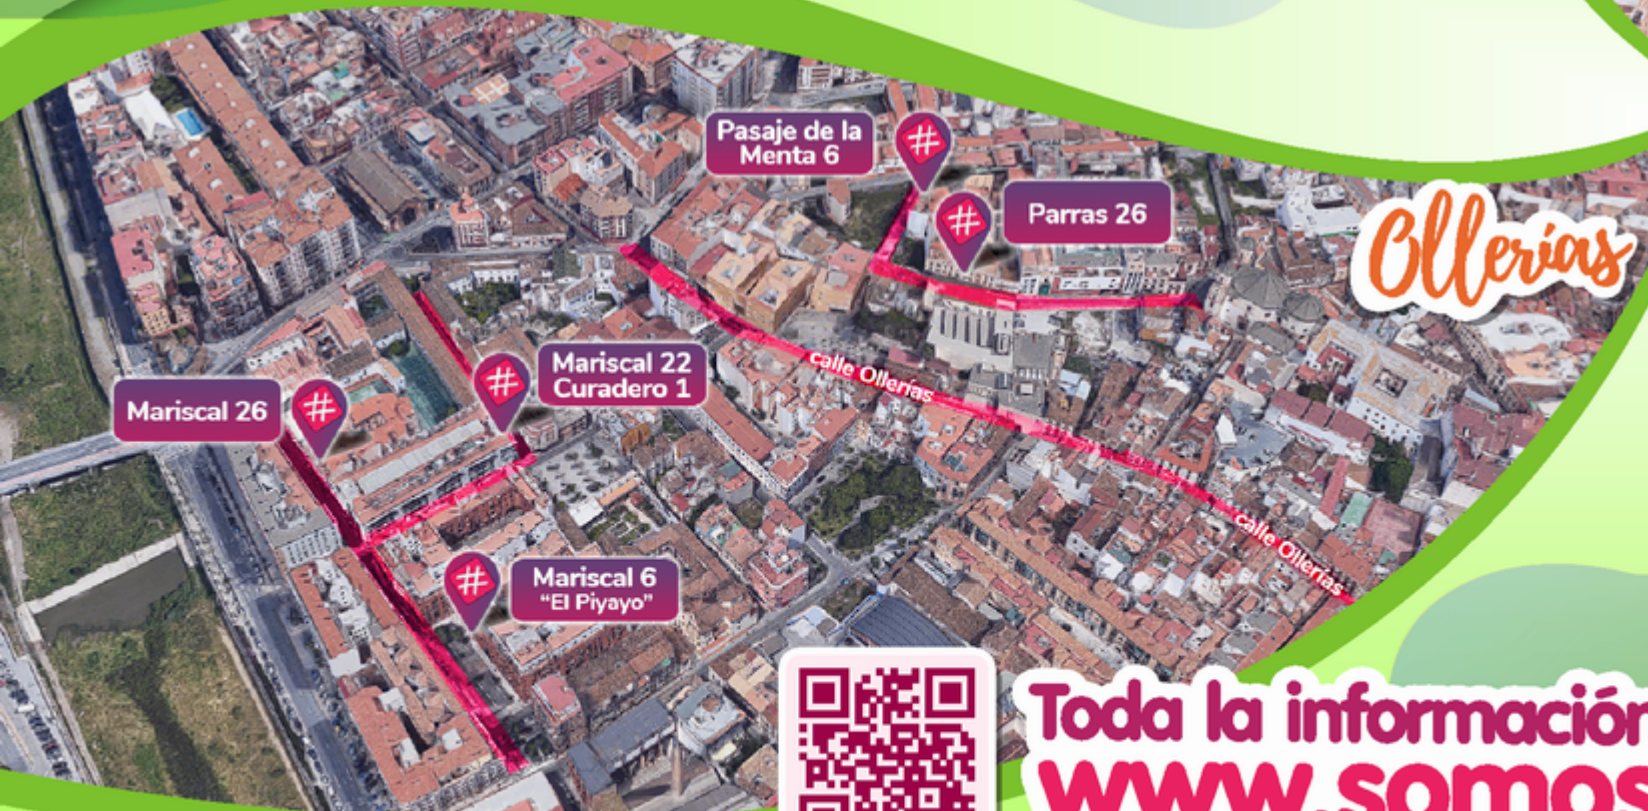 Pasaje de la
Menta 6
Parras 26
Ollerías
Mariscal 22
Curadero 1
calle Ollerías
Mariscal 26
calle Ollerías
Mariscal 6
“El Piyayo”
Toda la información
www.somos